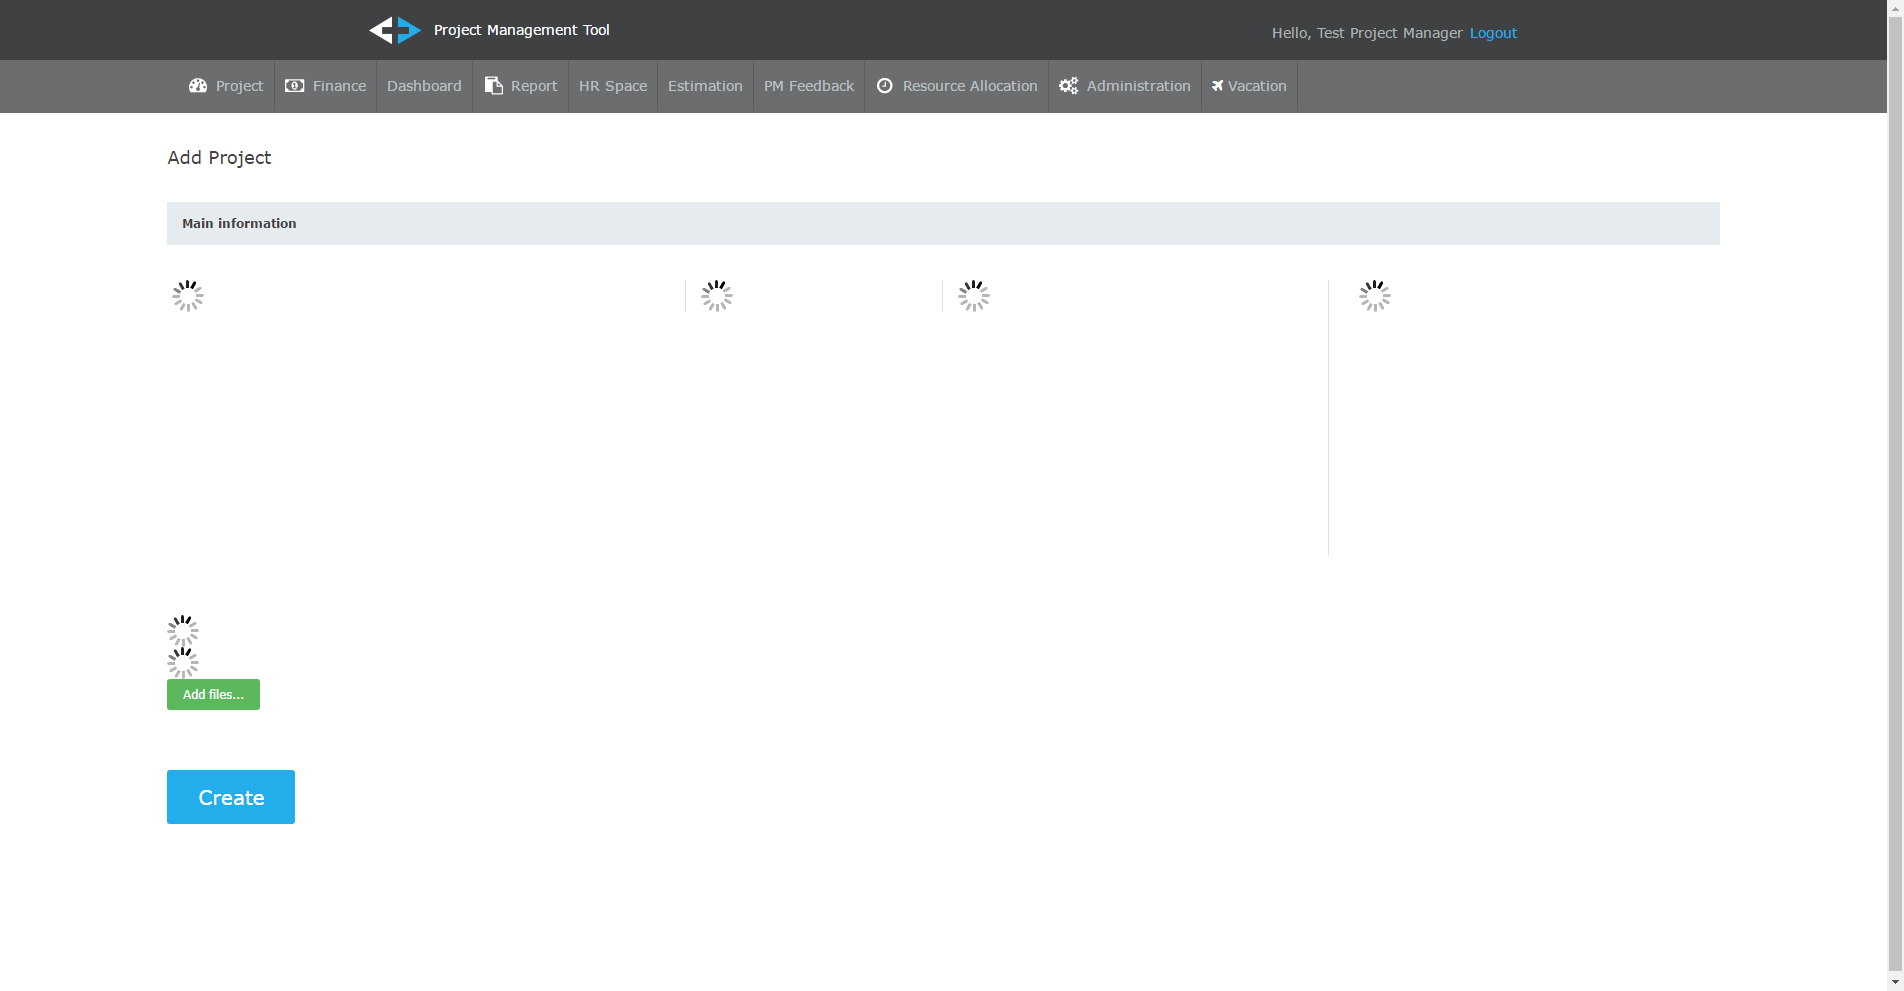 Project Management Tool
Hello, Test Project Manager Logout
Project Finance Dashboard Report HR Space Estimation PM Feedback Resource Allocation Administration Vacation
Add Project
Main information
Add files...
Create